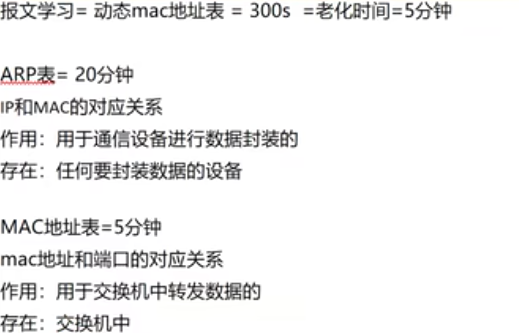 报文学习= 动态mac地址表 = 300s  =老化时间=5分钟
ARP表= 20分钟
IP和MAC的对应关系
作用：用于通信设备进行数据封装的
存在：任何要封装数据的设备
MAC地址表=5分钟
mac地址和端口的对应关系
作用：用于交换机中转发数据的
存在：交换机中